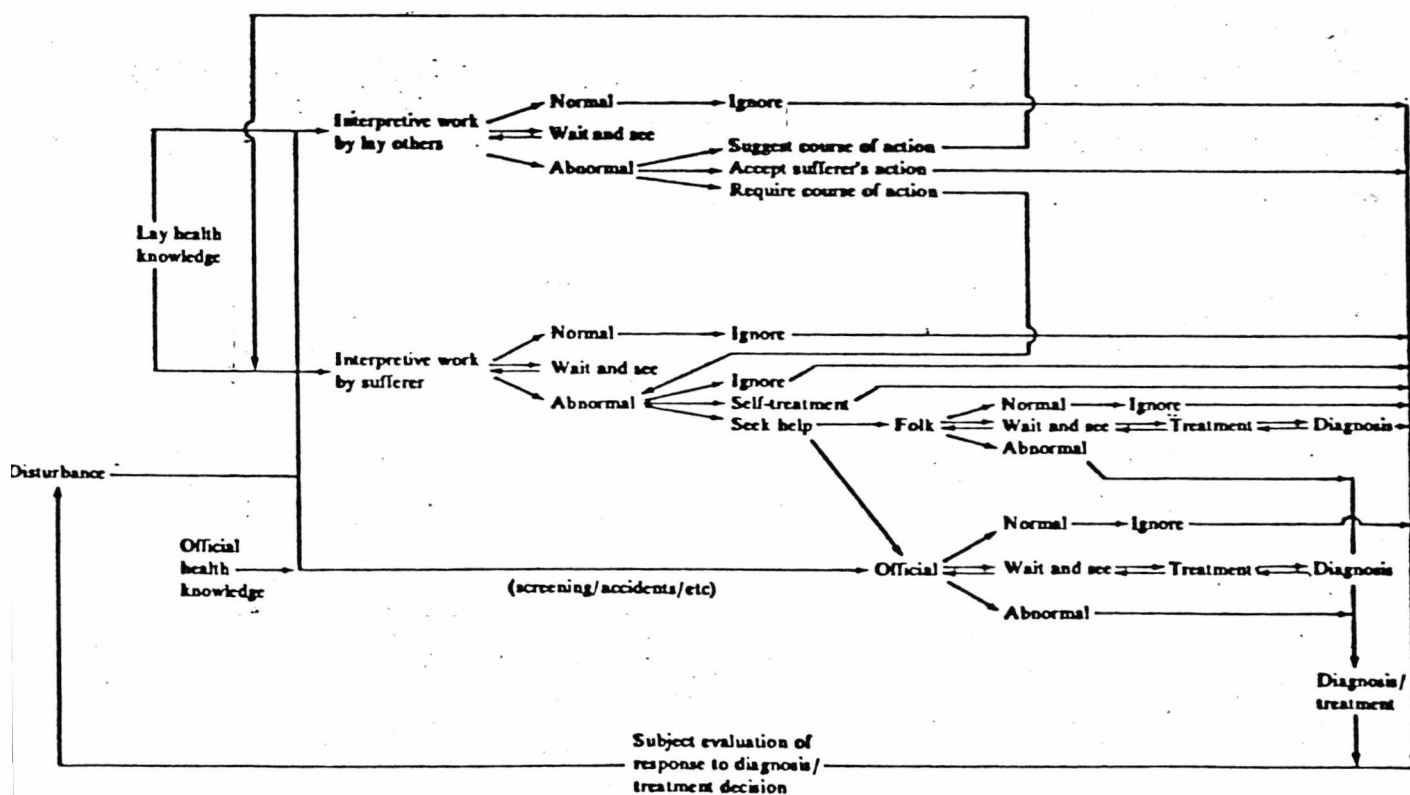 Normal
Ignore
Interpretive work
by lay others
Wait and see
Abnormal
Suggest course of action
Accept sufferer's action
Require course of action
Lay health
knowledge
Normal
Ignore
Interpretive work
by sufferer
Wait and see
Abnormal
Ignore
Self-treatment
Seek help
Folk
Normal
Ignore
Wait and see
Treatment
Diagnosis
Abnormal
Disturbance
Official
health
knowledge
(screening/accidents/etc)
Official
Normal
Ignore
Wait and see
Treatment
Diagnosis
Abnormal
Diagnosis/
treatment
Subject evaluation of
response to diagnosis/
treatment decision